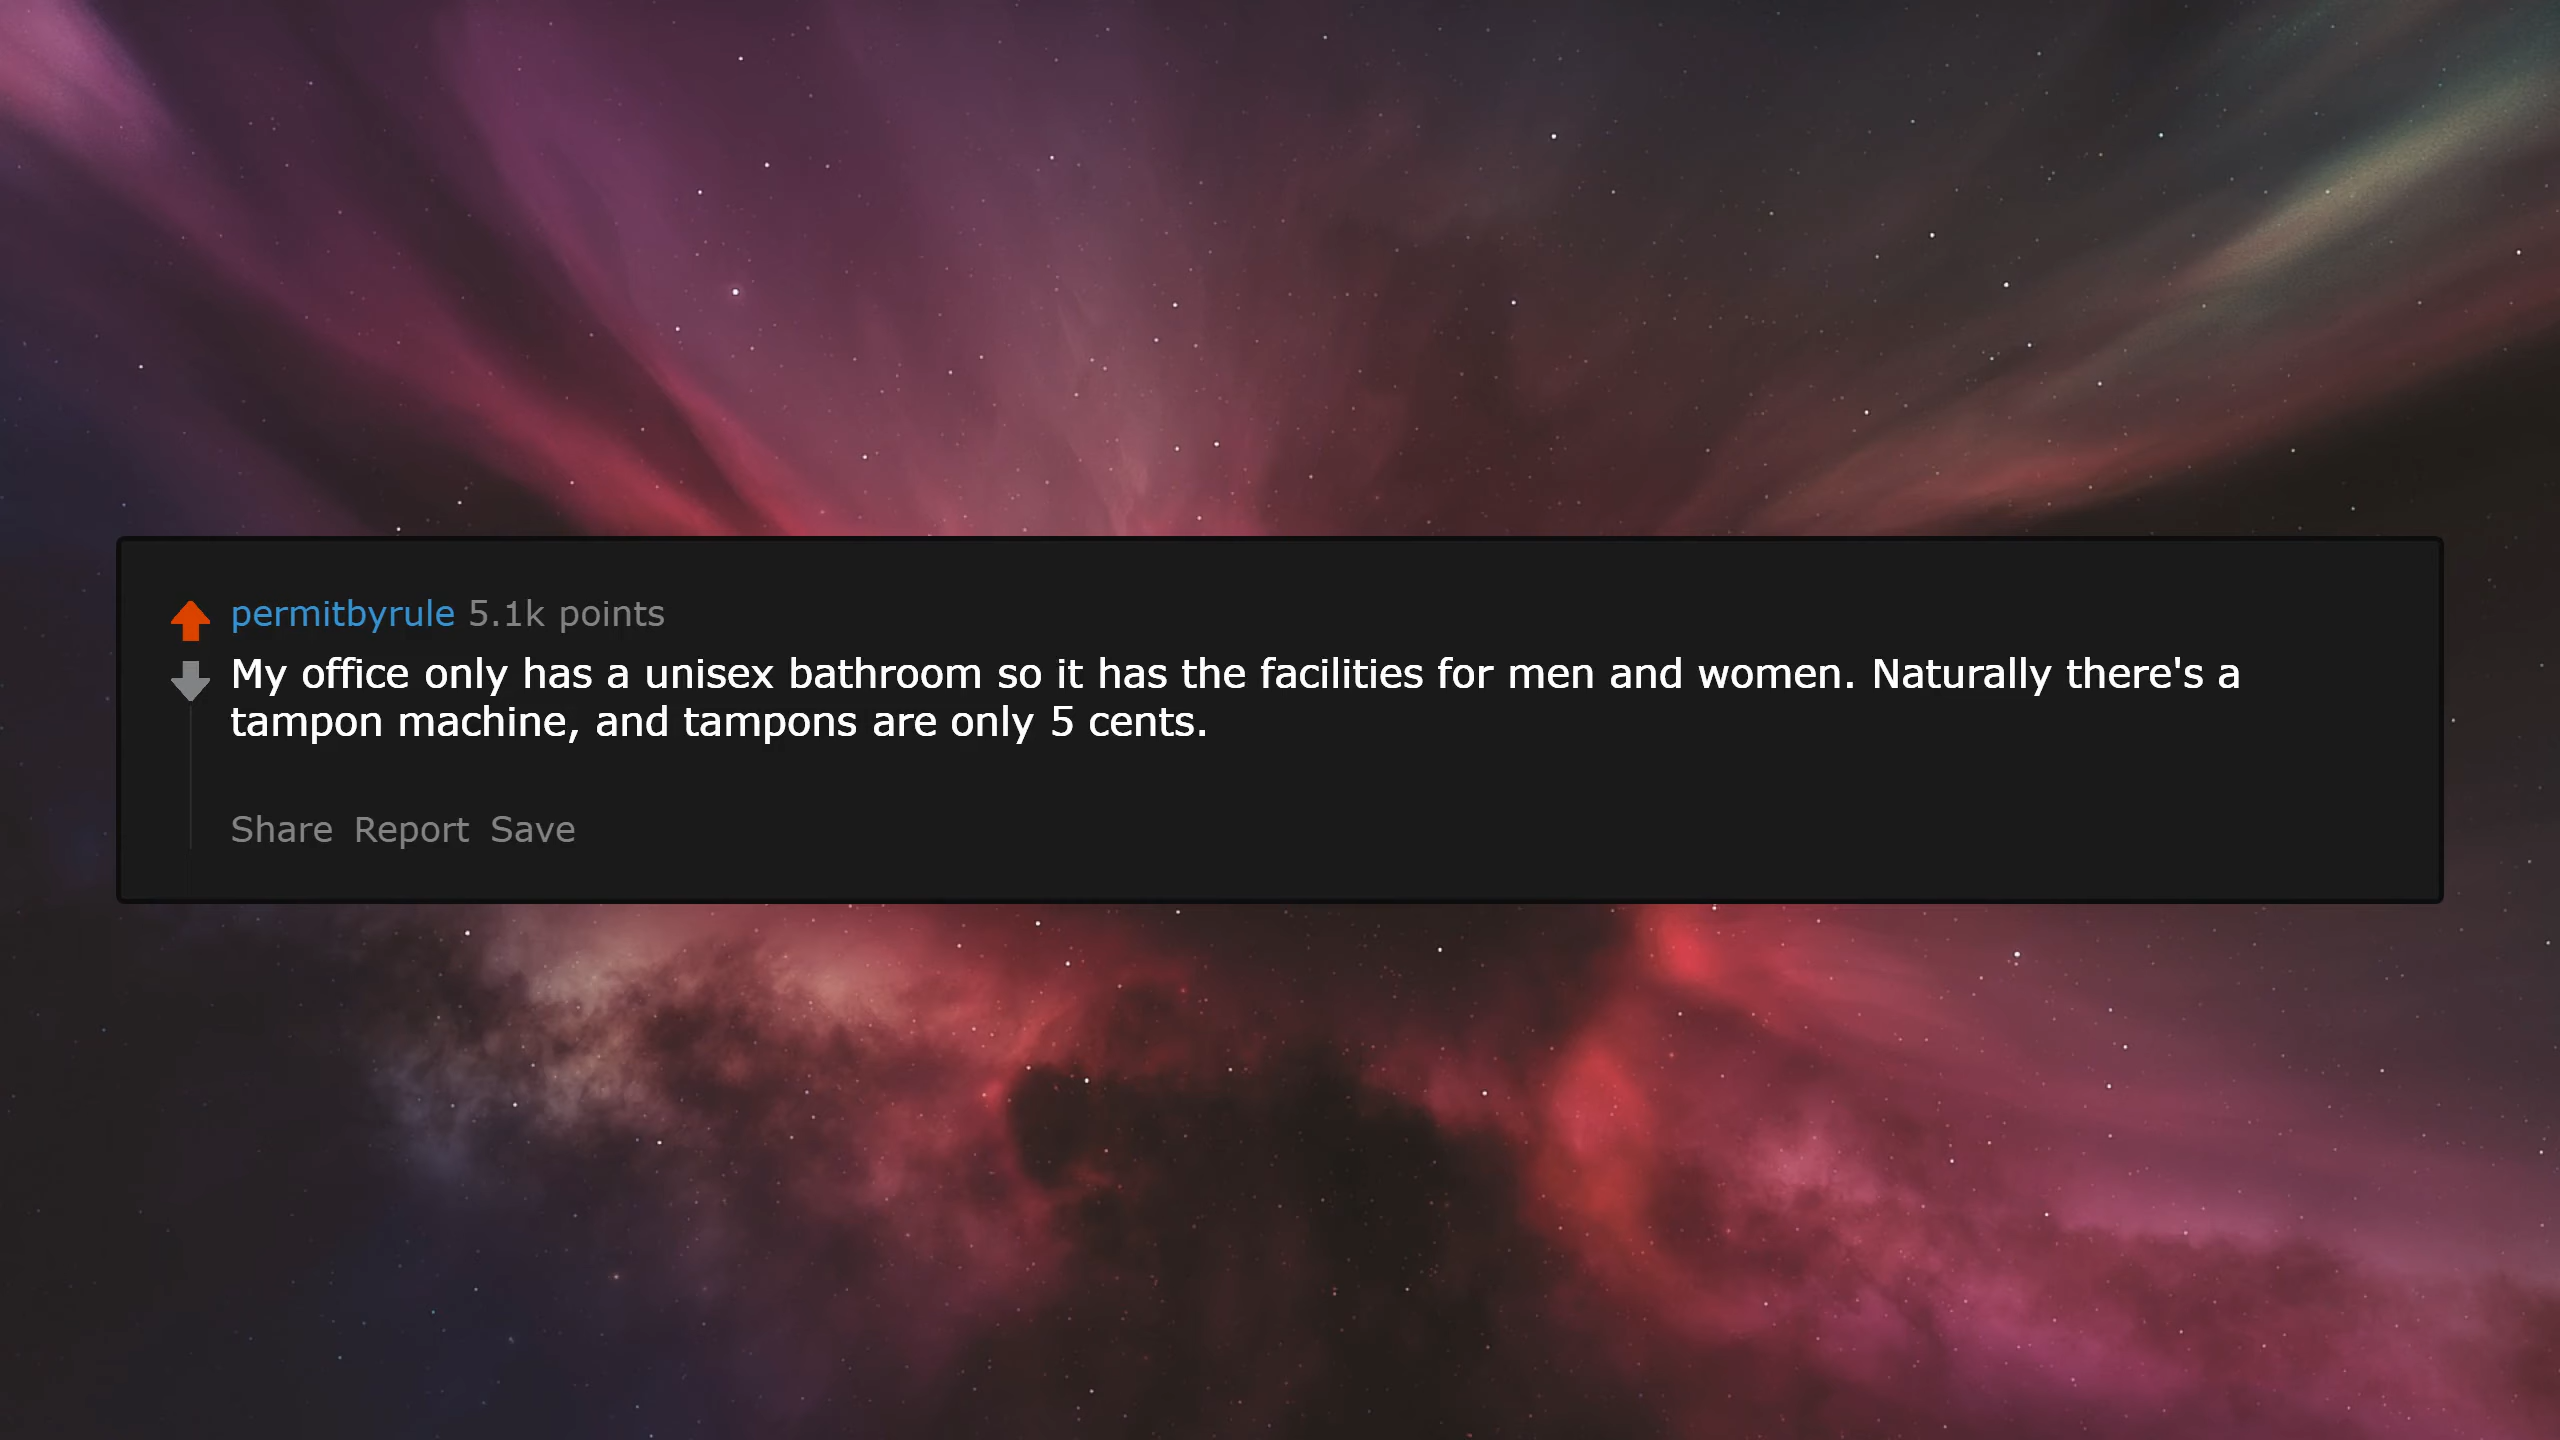 permitbyrule 5.1k points
My office only has a unisex bathroom so it has the facilities for men and women. Naturally there's a
tampon machine, and tampons are only 5 cents.
Share Report Save